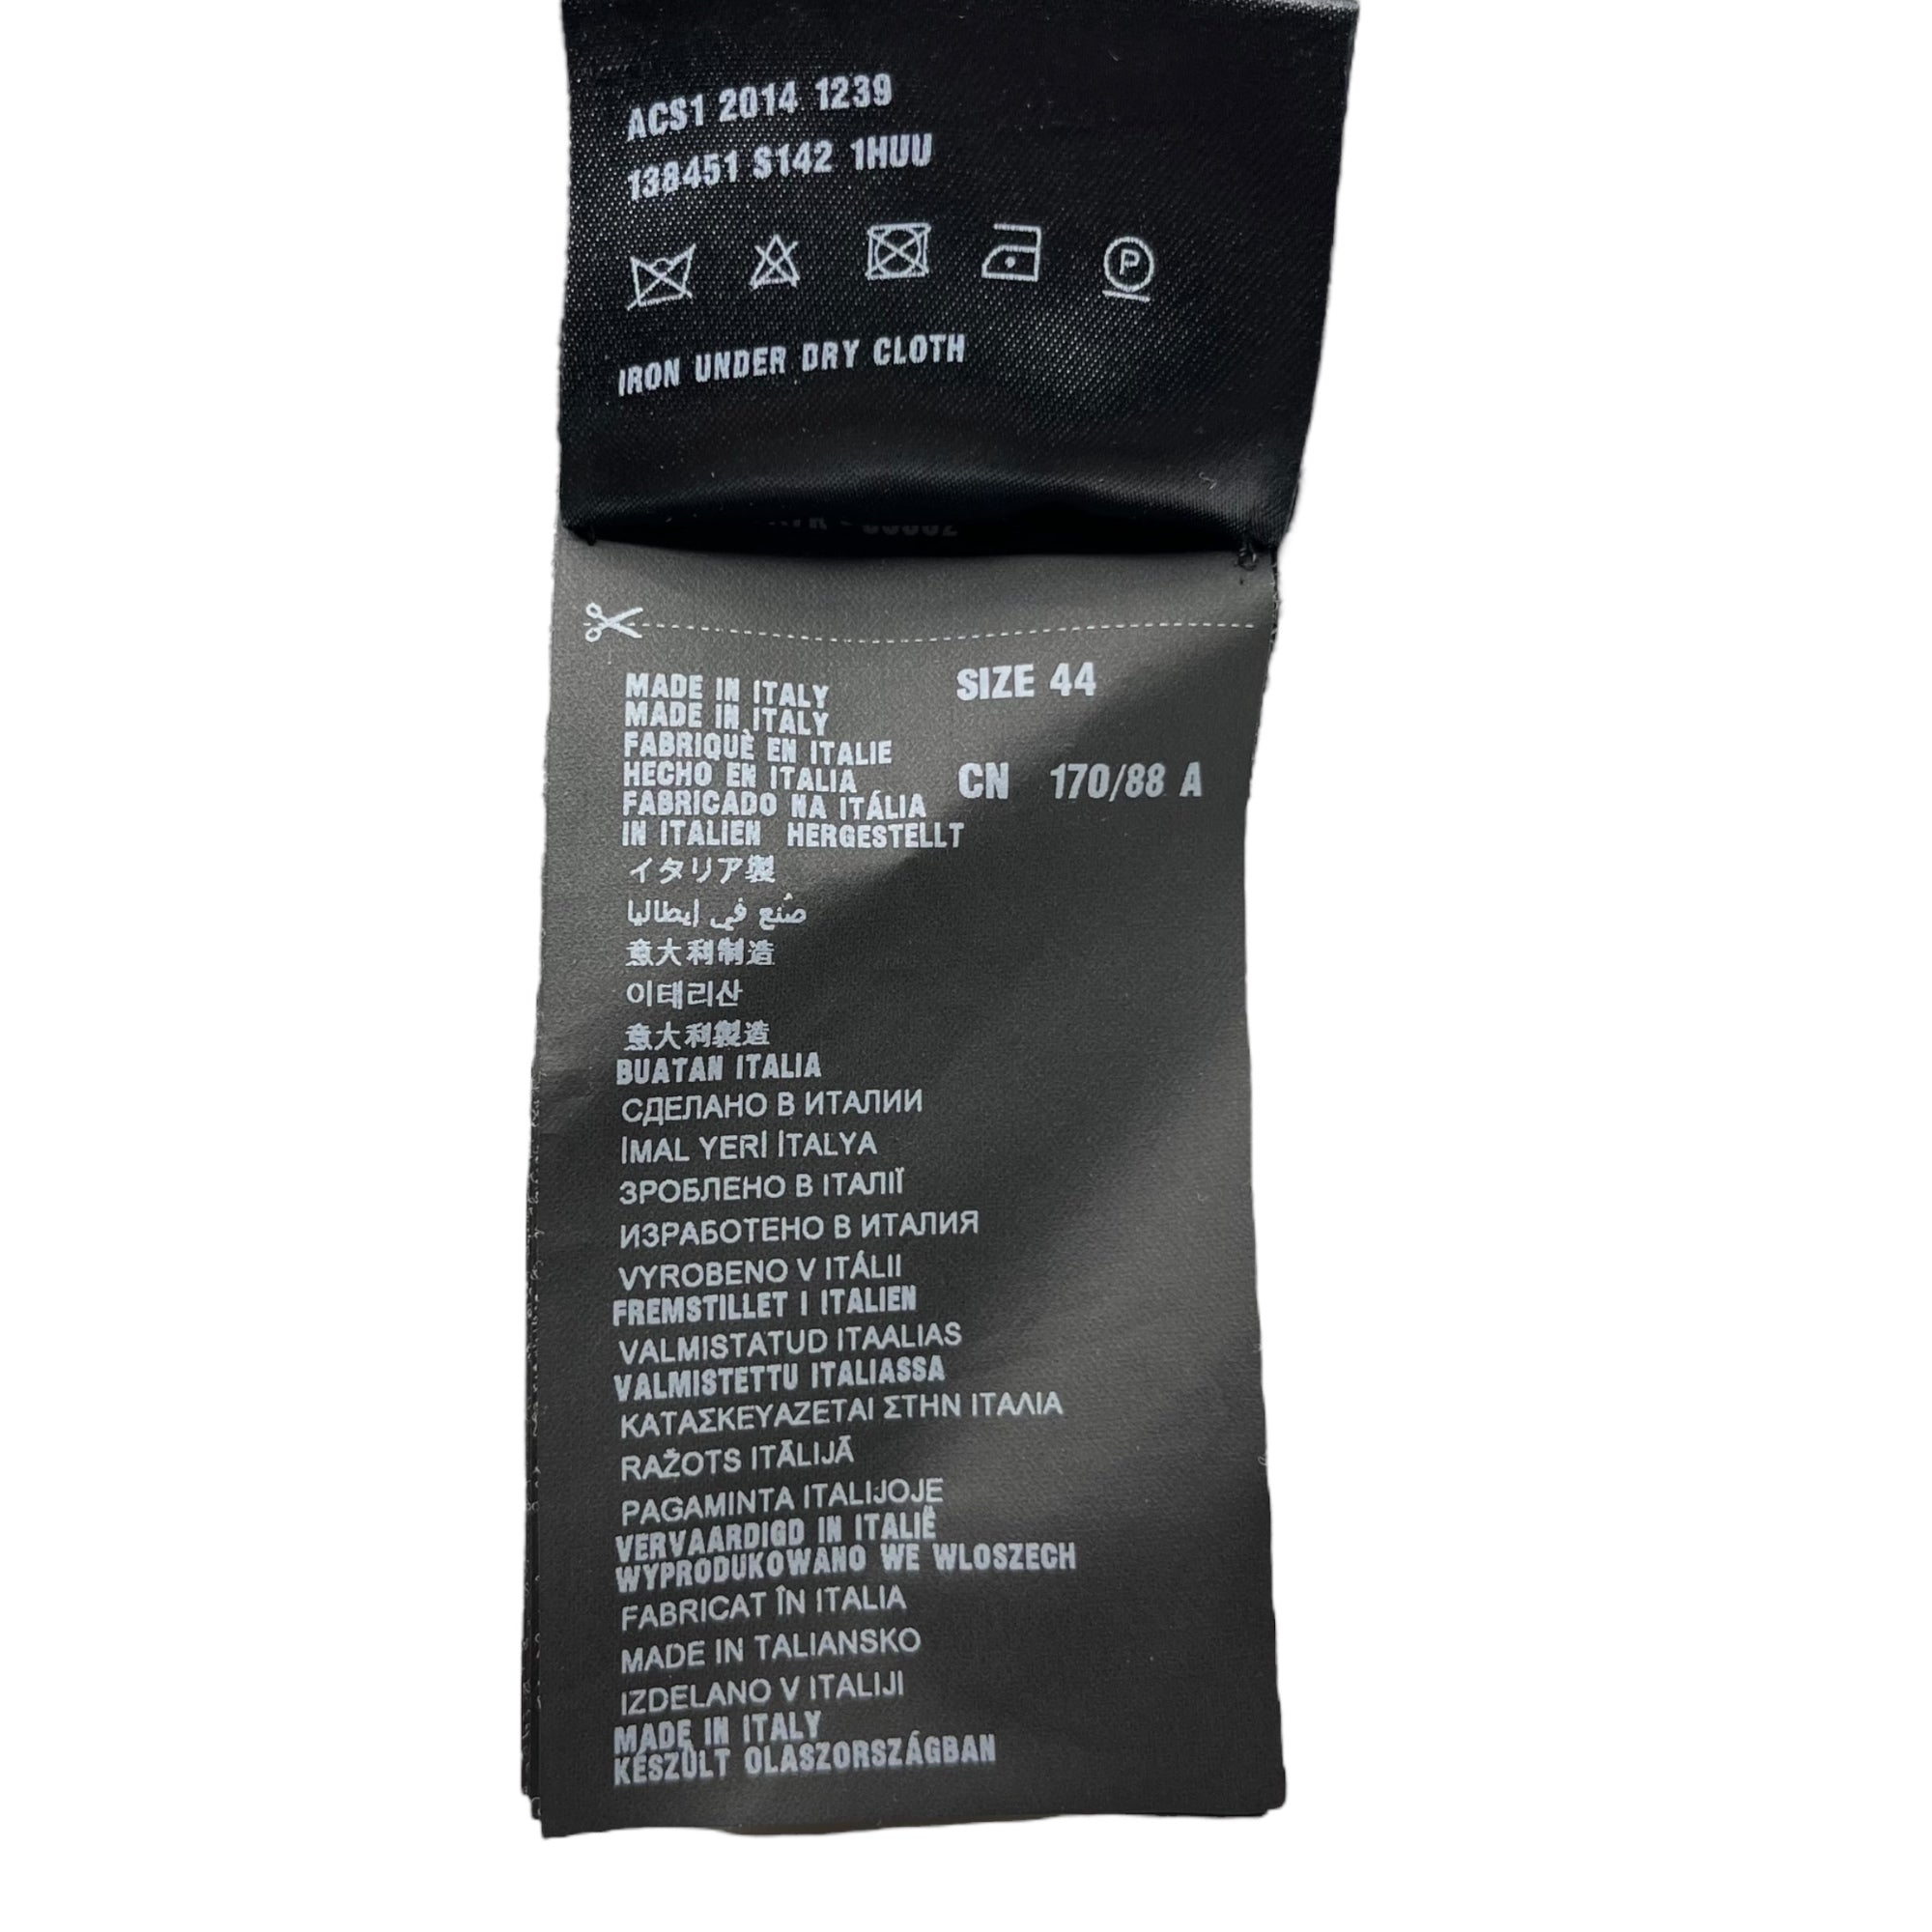 ACS1 2014 1239
138451 S142 1HUU
P
IRON UNDER DRY CLOTH
SIZE 44
CN 170/88 A
MADE IN ITALY
MADE IN ITALY
FABRIQUÈ EN ITALIE
HECHO EN ITALIA
FABRICADO NA ITÁLIA
IN ITALIEN HERGESTELLT
イタリア製
صُنع في إيطاليا
意大利制造
이태리산
意大利製造
BUATAN ITALIA
СДЕЛАНО В ИТАЛИИ
İMAL YERİ İTALYA
ЗРОБЛЕНО В ІТАЛІЇ
ИЗРАБОТЕНО В ИТАЛИЯ
VYROBENO V ITÁLII
FREMSTILLET I ITALIEN
VALMISTATUD ITAALIAS
VALMISTETTU ITALIASSA
ΚΑΤΑΣΚΕΥΑΖΕΤΑΙ ΣΤΗΝ ΙΤΑΛΙΑ
RAŽOTS ITĀLIJĀ
PAGAMINTA ITALIJOJE
VERVAARDIGD IN ITALIË
WYPRODUKOWANO WE WLOSZECH
FABRICAT ÎN ITALIA
MADE IN TALIANSKO
IZDELANO V ITALIJI
MADE IN ITALY
KÉSZÜLT OLASZORSZÁGBAN